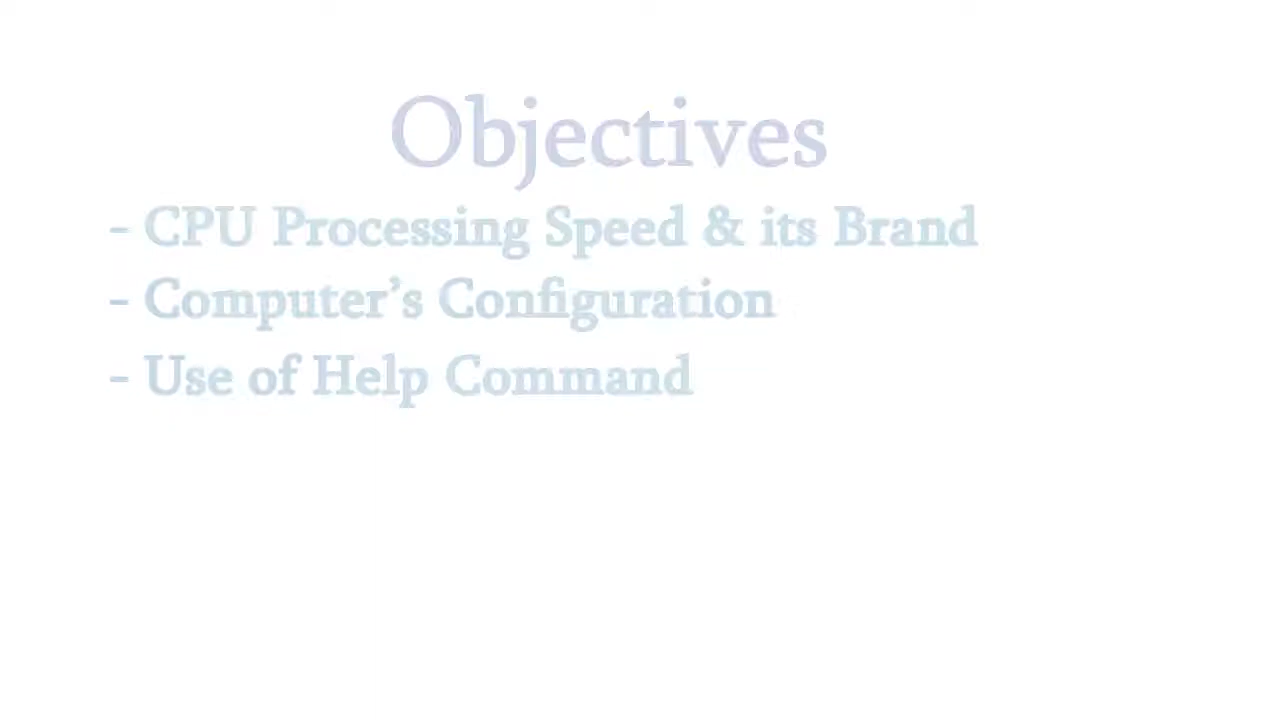 Objectives
- CPU Processing Speed & its Brand
- Computer’s Configuration
- Use of Help Command